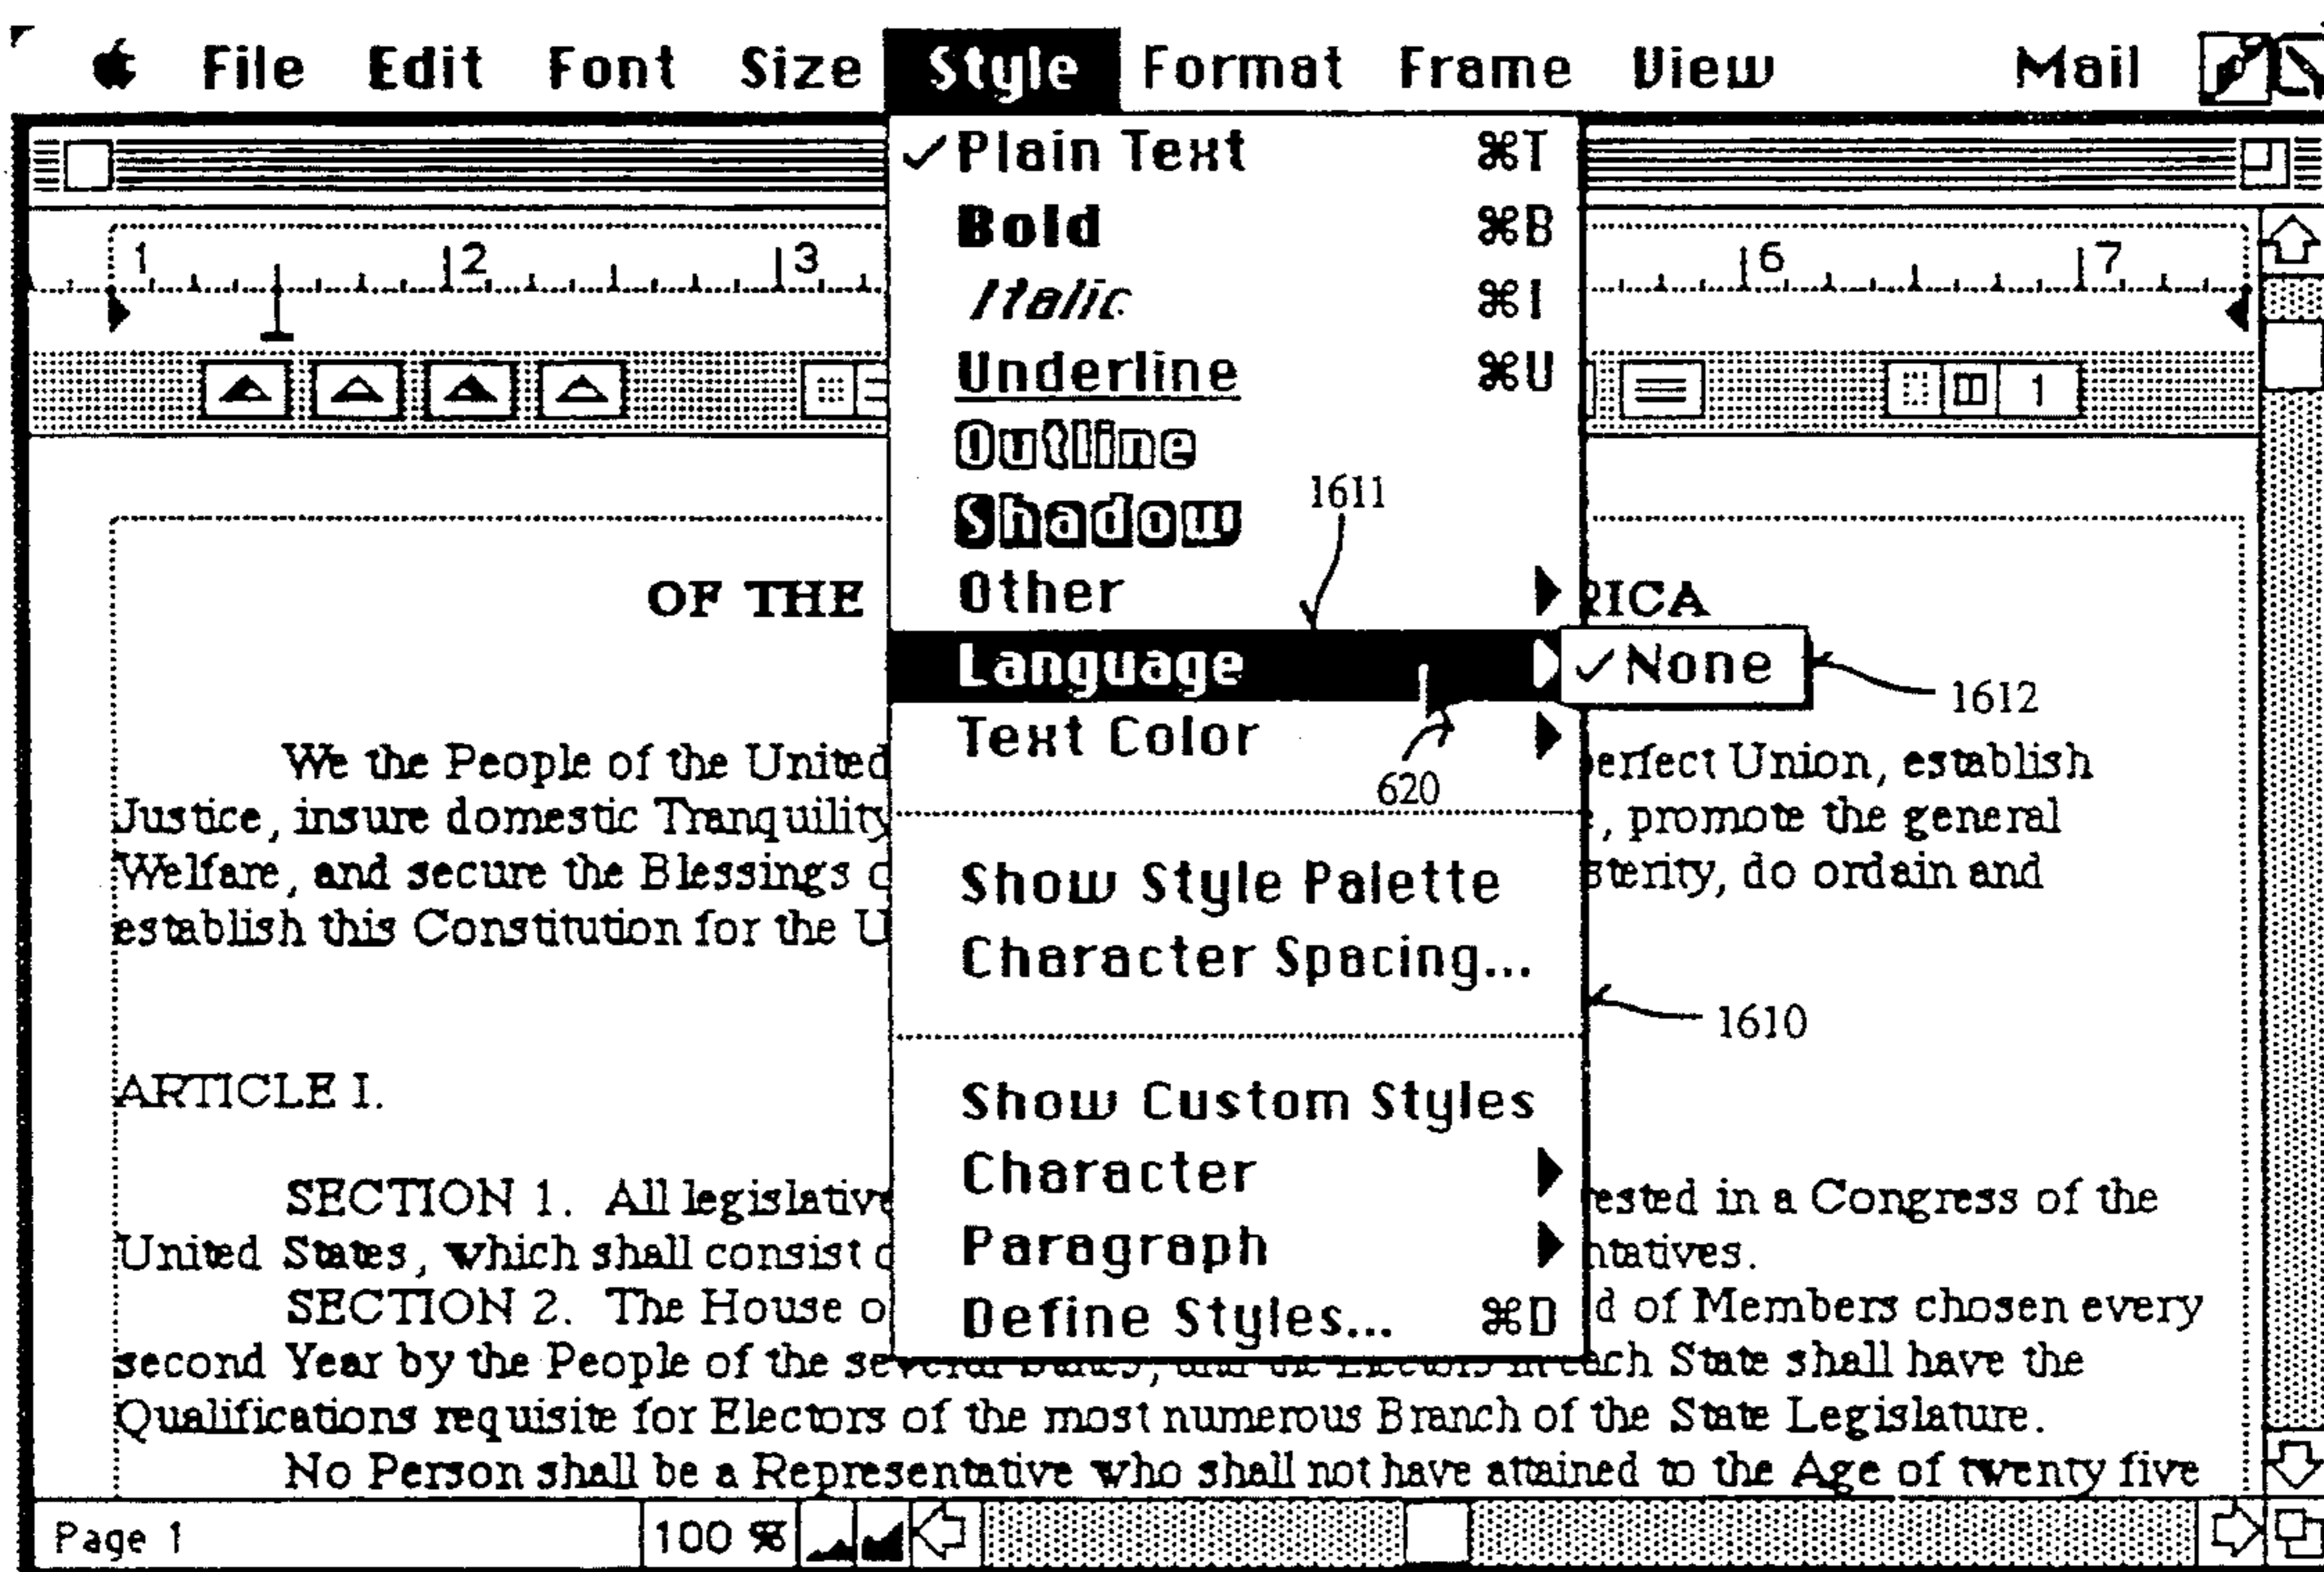 File Edit Font Size Style Format Frame View Mail
✓Plain Text ⌘T
Bold ⌘B
1 2 3 6 7
Italic ⌘I
Underline ⌘U
1
Outline
1611
Shadow
OF THE
Other
Language
✓None
1612
Text Color
620
We the People of the United erfect Union, establish
Justice, insure domestic Tranquility , promote the general
Welfare, and secure the Blessings sterity, do ordain and
establish this Constitution for the U
Show Style Palette
Character Spacing...
1610
ARTICLE I.
Show Custom Styles
Character
Paragraph
Define Styles... ⌘D
SECTION 1. All legislative ested in a Congress of the
United States, which shall consist ntatives.
SECTION 2. The House o d of Members chosen every
second Year by the People of the each State shall have the
Qualifications requisite for Electors of the most numerous Branch of the State Legislature.
No Person shall be a Representative who shall not have attained to the Age of twenty five
Page 1 100 %